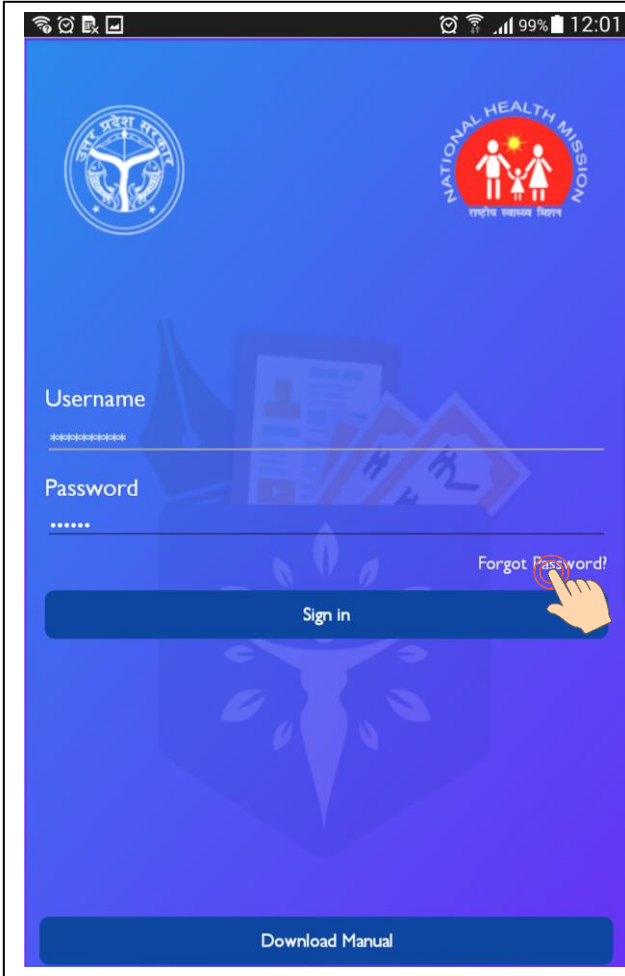 99% 12:01
उत्तर प्रदेश सरकार
NATIONAL HEALTH MISSION
राष्ट्रीय स्वास्थ्य मिशन
Username
**********
Password
••••••
Forgot Password?
Sign in
Download Manual